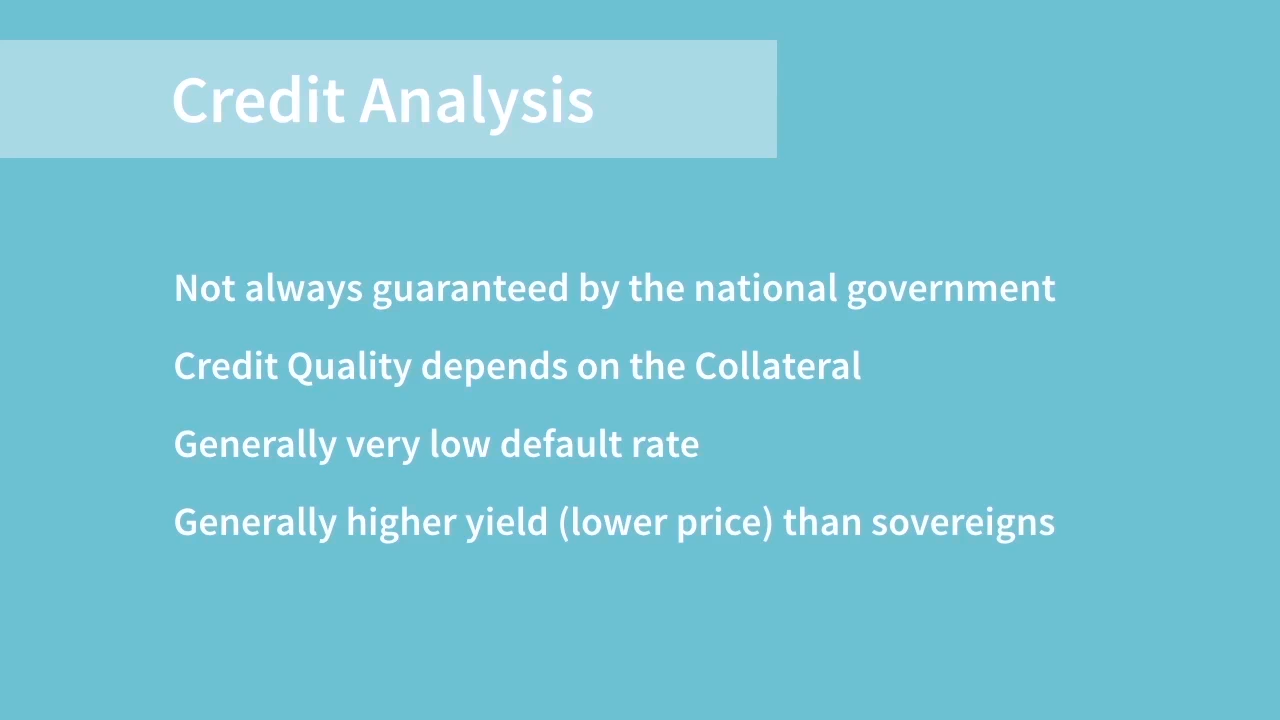 Credit Analysis
Not always guaranteed by the national government
Credit Quality depends on the Collateral
Generally very low default rate
Generally higher yield (lower price) than sovereigns